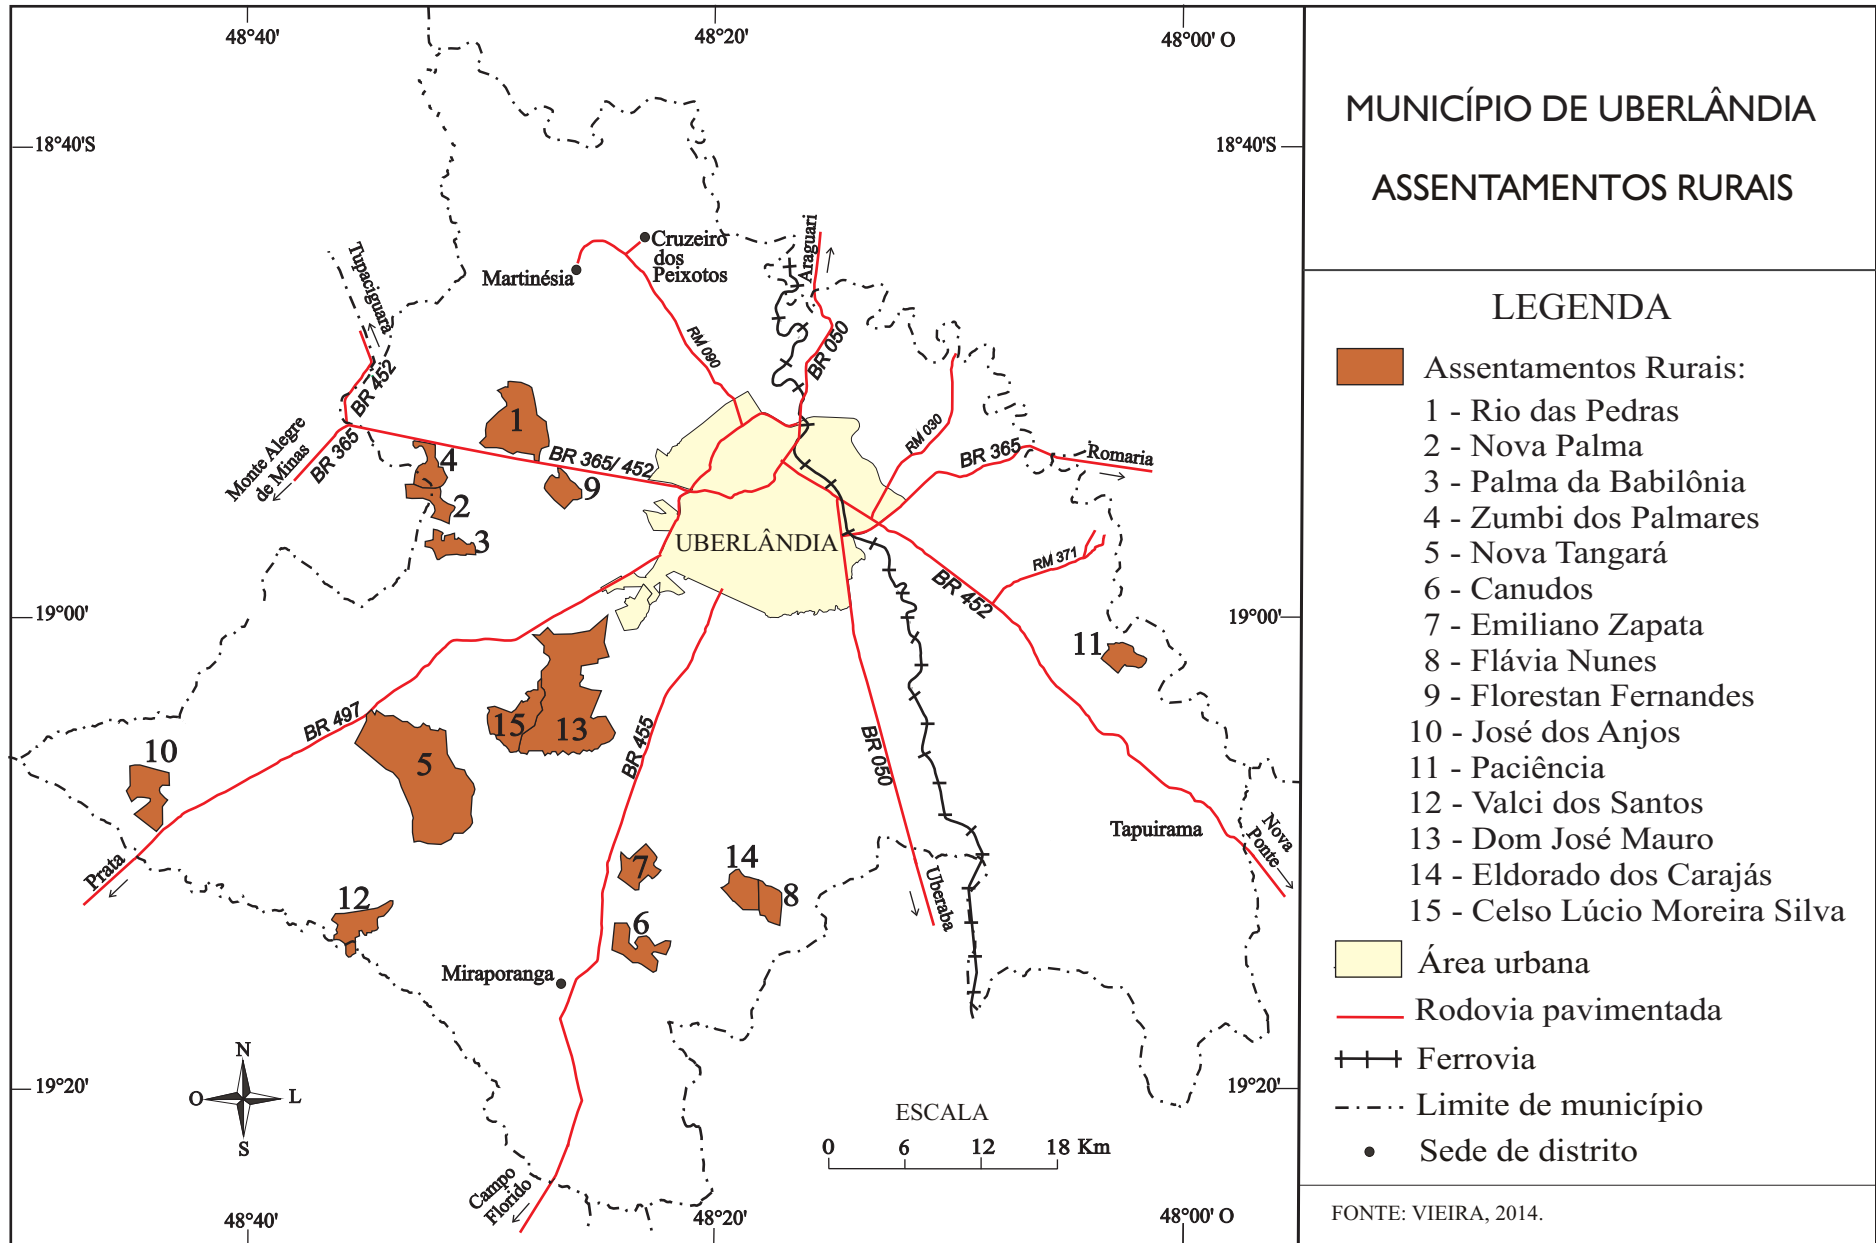 48°40'
48°20'
48°00' O
18°40'S
18°40'S
Cruzeiro
dos
Peixotos
Martinésia
Araguari
Tupaciguara
RM 090
BR 050
BR 452
Monte Alegre
de Minas
BR 365
1
BR 365/ 452
4
9
2
3
RM 030
BR 365
Romaria
UBERLÂNDIA
RM 371
BR 452
19°00'
19°00'
11
BR 497
15
13
BR 455
BR 050
10
5
Prata
12
7
14
8
6
Uberaba
Tapuirama
Nova
Ponte
Miraporanga
N
O
L
S
19°20'
19°20'
ESCALA
0 6 12 18 Km
Campo
Florido
48°40'
48°20'
48°00' O
MUNICÍPIO DE UBERLÂNDIA
ASSENTAMENTOS RURAIS
LEGENDA
Assentamentos Rurais:
1 - Rio das Pedras
2 - Nova Palma
3 - Palma da Babilônia
4 - Zumbi dos Palmares
5 - Nova Tangará
6 - Canudos
7 - Emiliano Zapata
8 - Flávia Nunes
9 - Florestan Fernandes
10 - José dos Anjos
11 - Paciência
12 - Valci dos Santos
13 - Dom José Mauro
14 - Eldorado dos Carajás
15 - Celso Lúcio Moreira Silva
Área urbana
Rodovia pavimentada
Ferrovia
Limite de município
Sede de distrito
FONTE: VIEIRA, 2014.